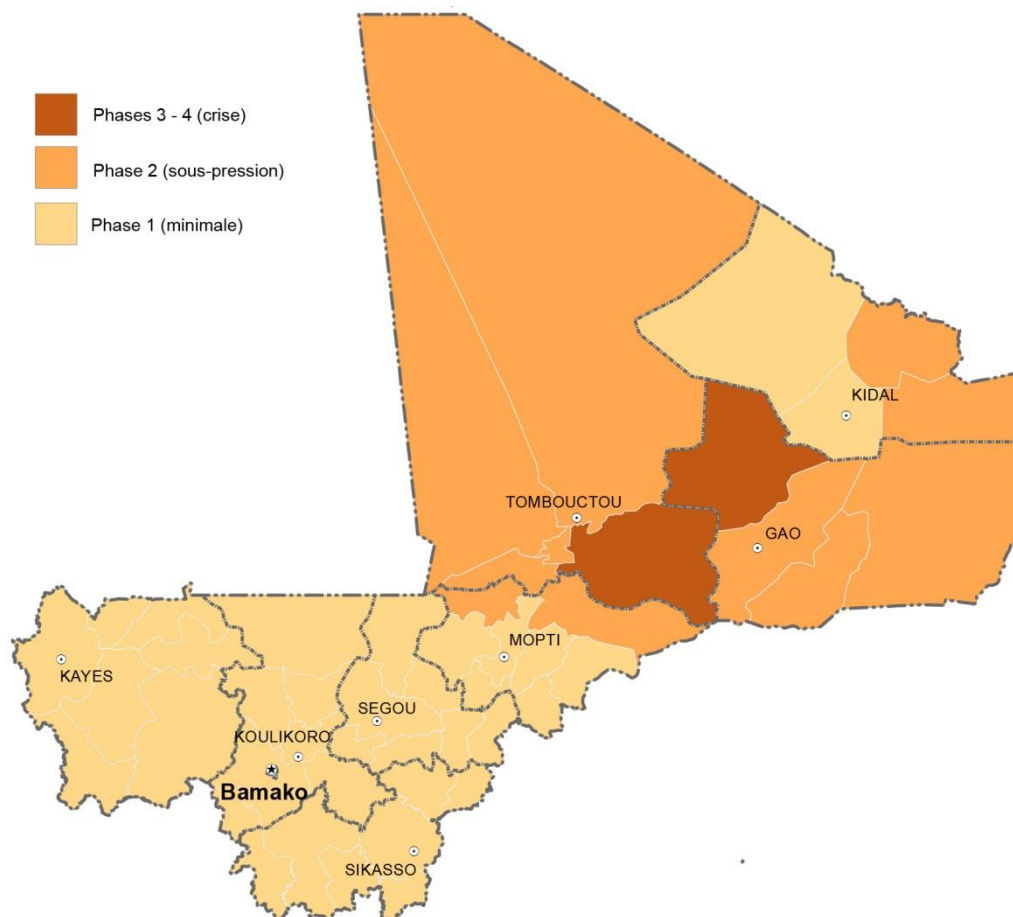 Phases 3 - 4 (crise)
Phase 2 (sous-pression)
Phase 1 (minimale)
KIDAL
TOMBOUCTOU
GAO
MOPTI
KAYES
SEGOU
KOULIKORO
Bamako
SIKASSO